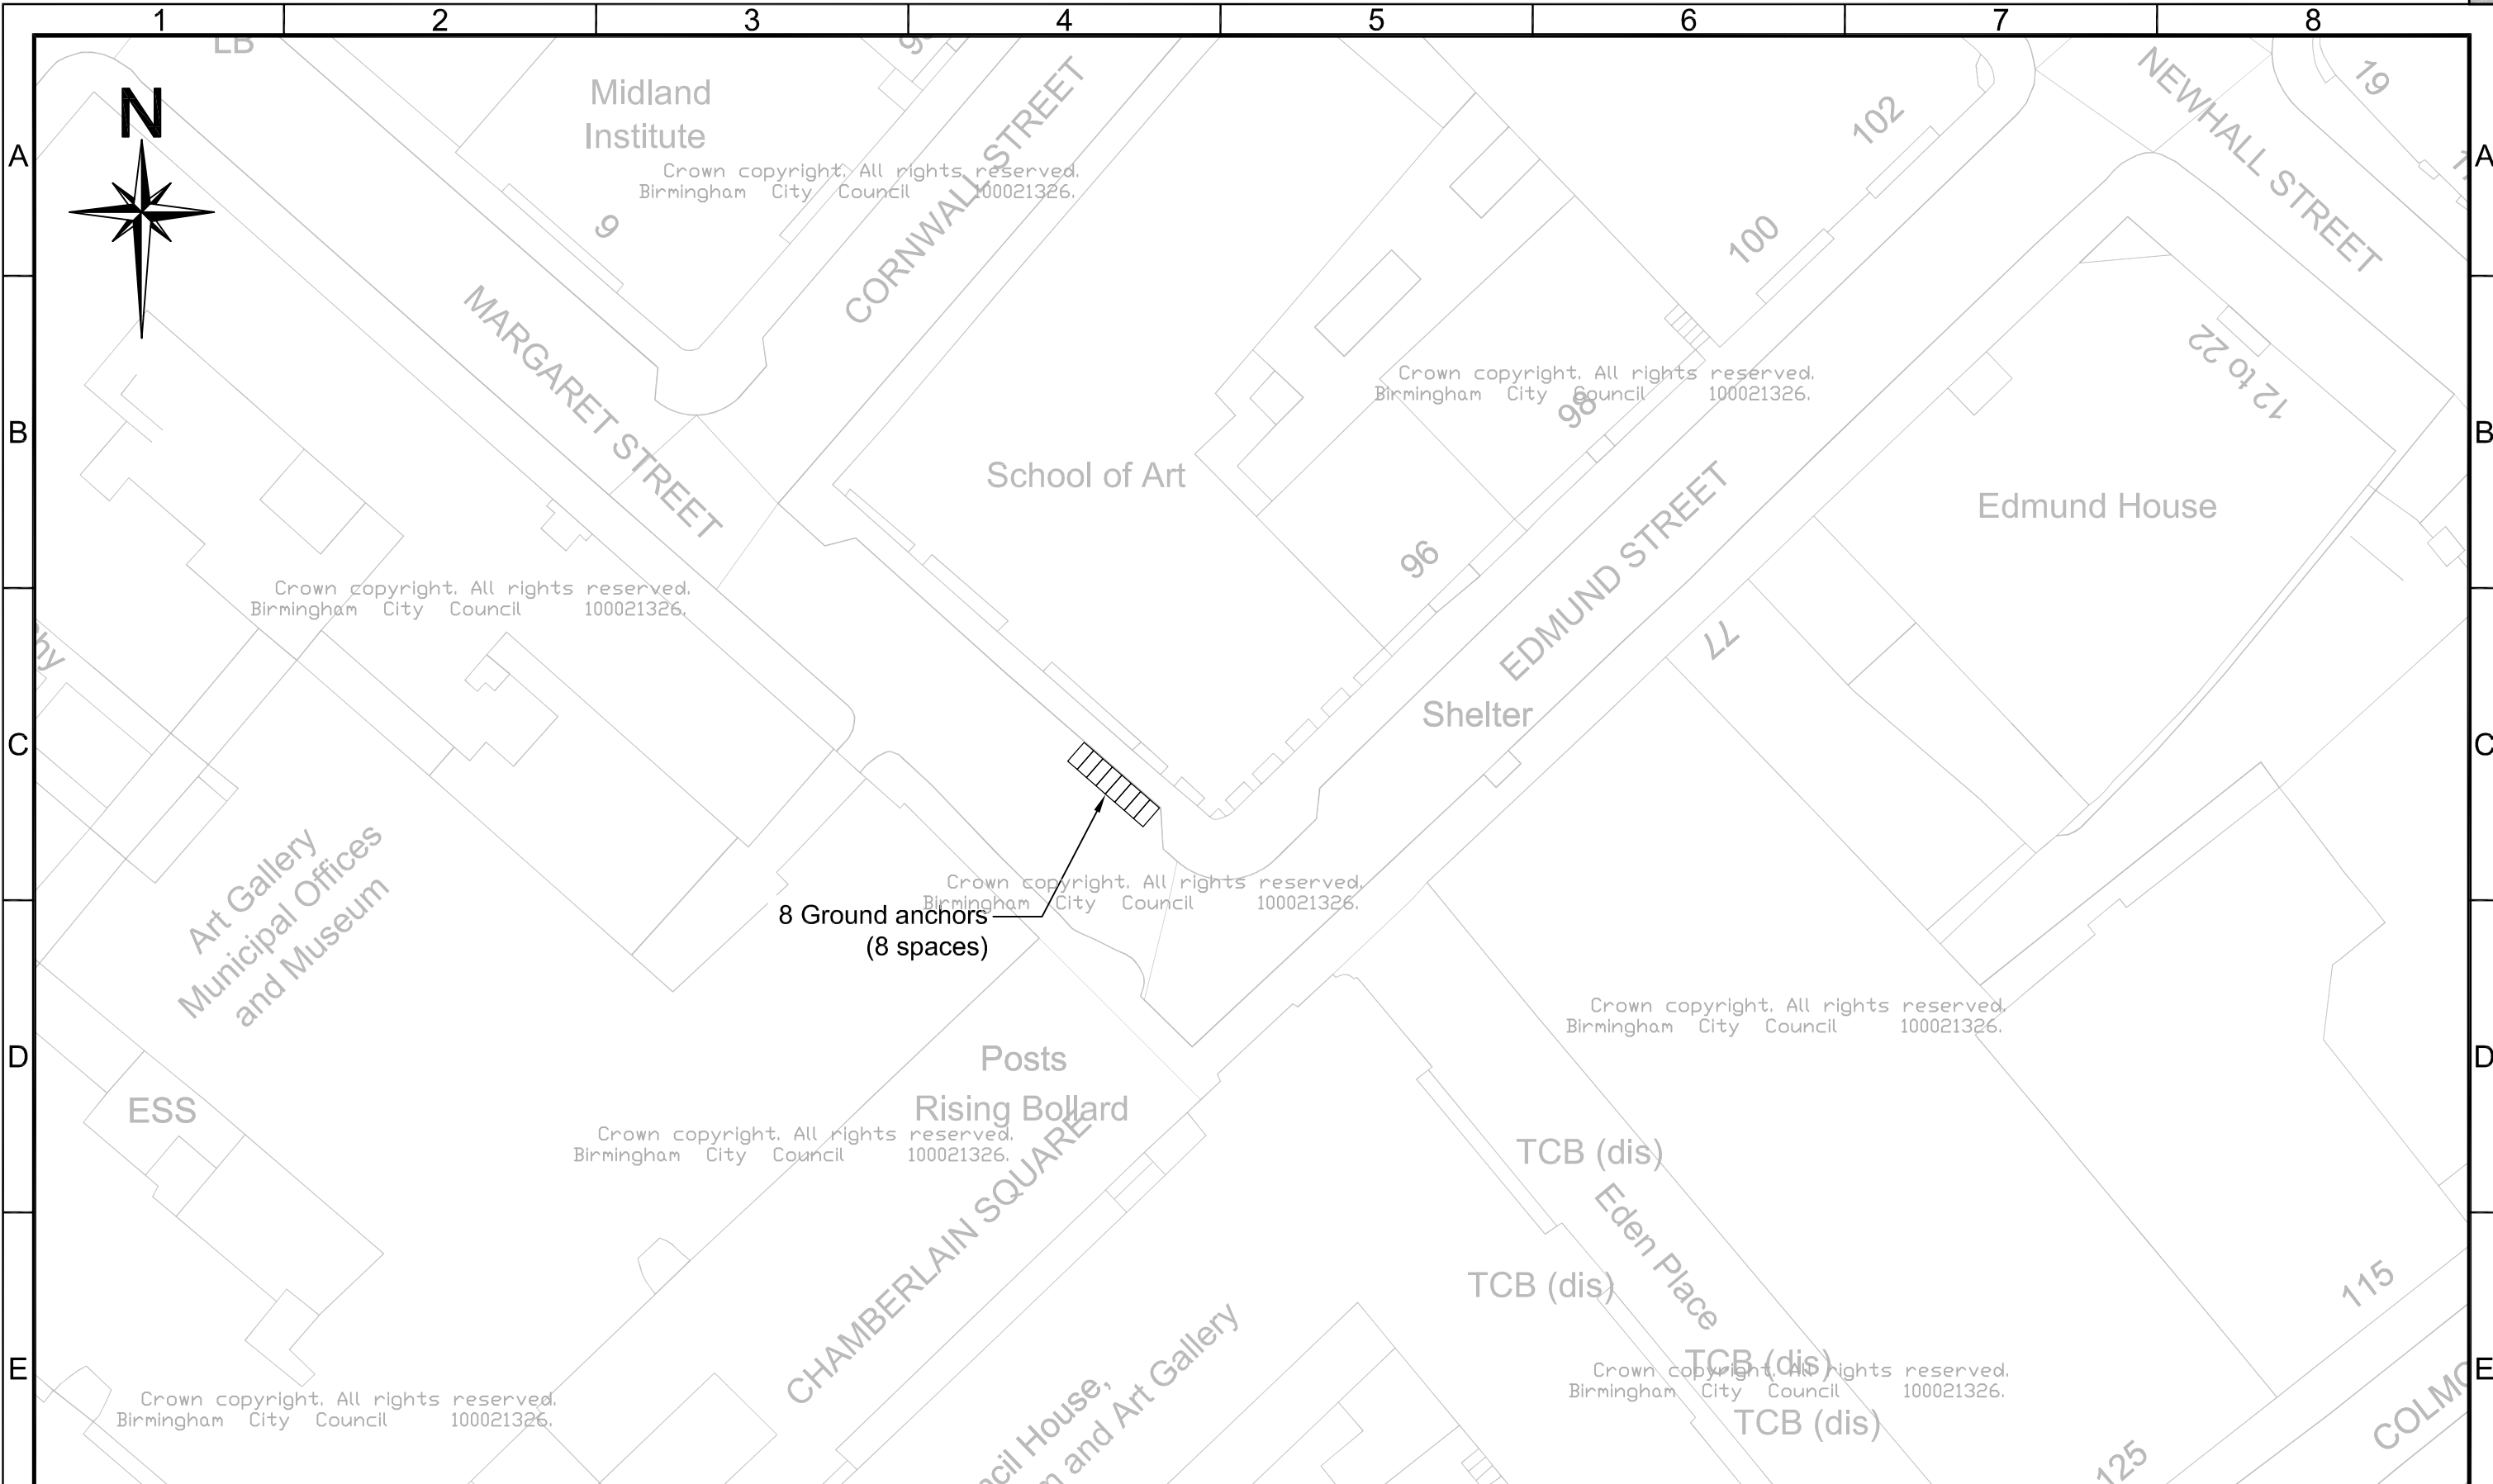 1 2 3 4 5 6 7 8
A
A
B
B
C
C
D
D
E
E
N
LB
Midland
Institute
9
CORNWALL STREET
Crown copyright. All rights reserved.
Birmingham City Council 100021326.
102
100
NEWHALL STREET
19
MARGARET STREET
School of Art
Crown copyright. All rights reserved.
Birmingham City Council 100021326.
98
96
12 to 22
EDMUND STREET
Edmund House
Crown copyright. All rights reserved.
Birmingham City Council 100021326.
77
Shelter
Art Gallery
Municipal Offices
and Museum
Crown copyright. All rights reserved.
Birmingham City Council 100021326.
8 Ground anchors
(8 spaces)
Crown copyright. All rights reserved.
Birmingham City Council 100021326.
Posts
Rising Bollard
ESS
Crown copyright. All rights reserved.
Birmingham City Council 100021326.
CHAMBERLAIN SQUARE
TCB (dis)
Eden Place
TCB (dis)
115
TCB (dis)
Crown copyright. All rights reserved.
Birmingham City Council 100021326.
TCB (dis)
Crown copyright. All rights reserved.
Birmingham City Council 100021326.
House,
and Art Gallery
125